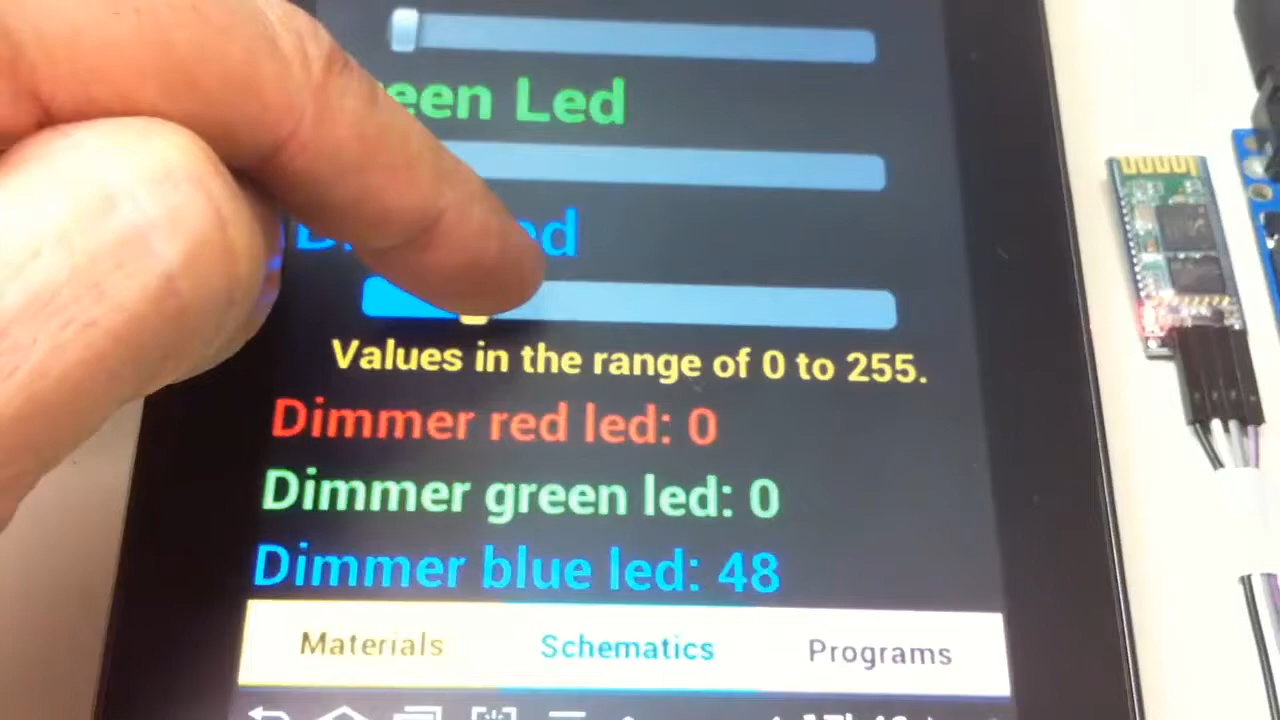 Led
Values in the range of 0 to 255.
Dimmer red led: 0
Dimmer green led: 0
Dimmer blue led: 48
Materials Schematics Programs